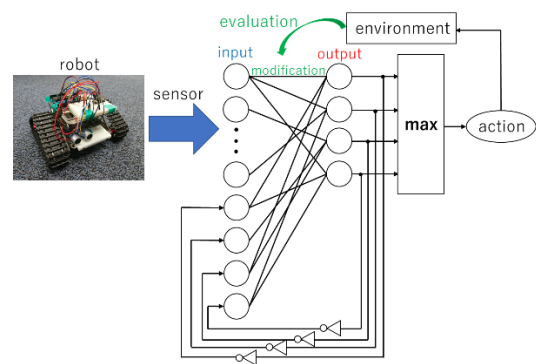 evaluation
environment
robot
input
output
modification
sensor
max
action